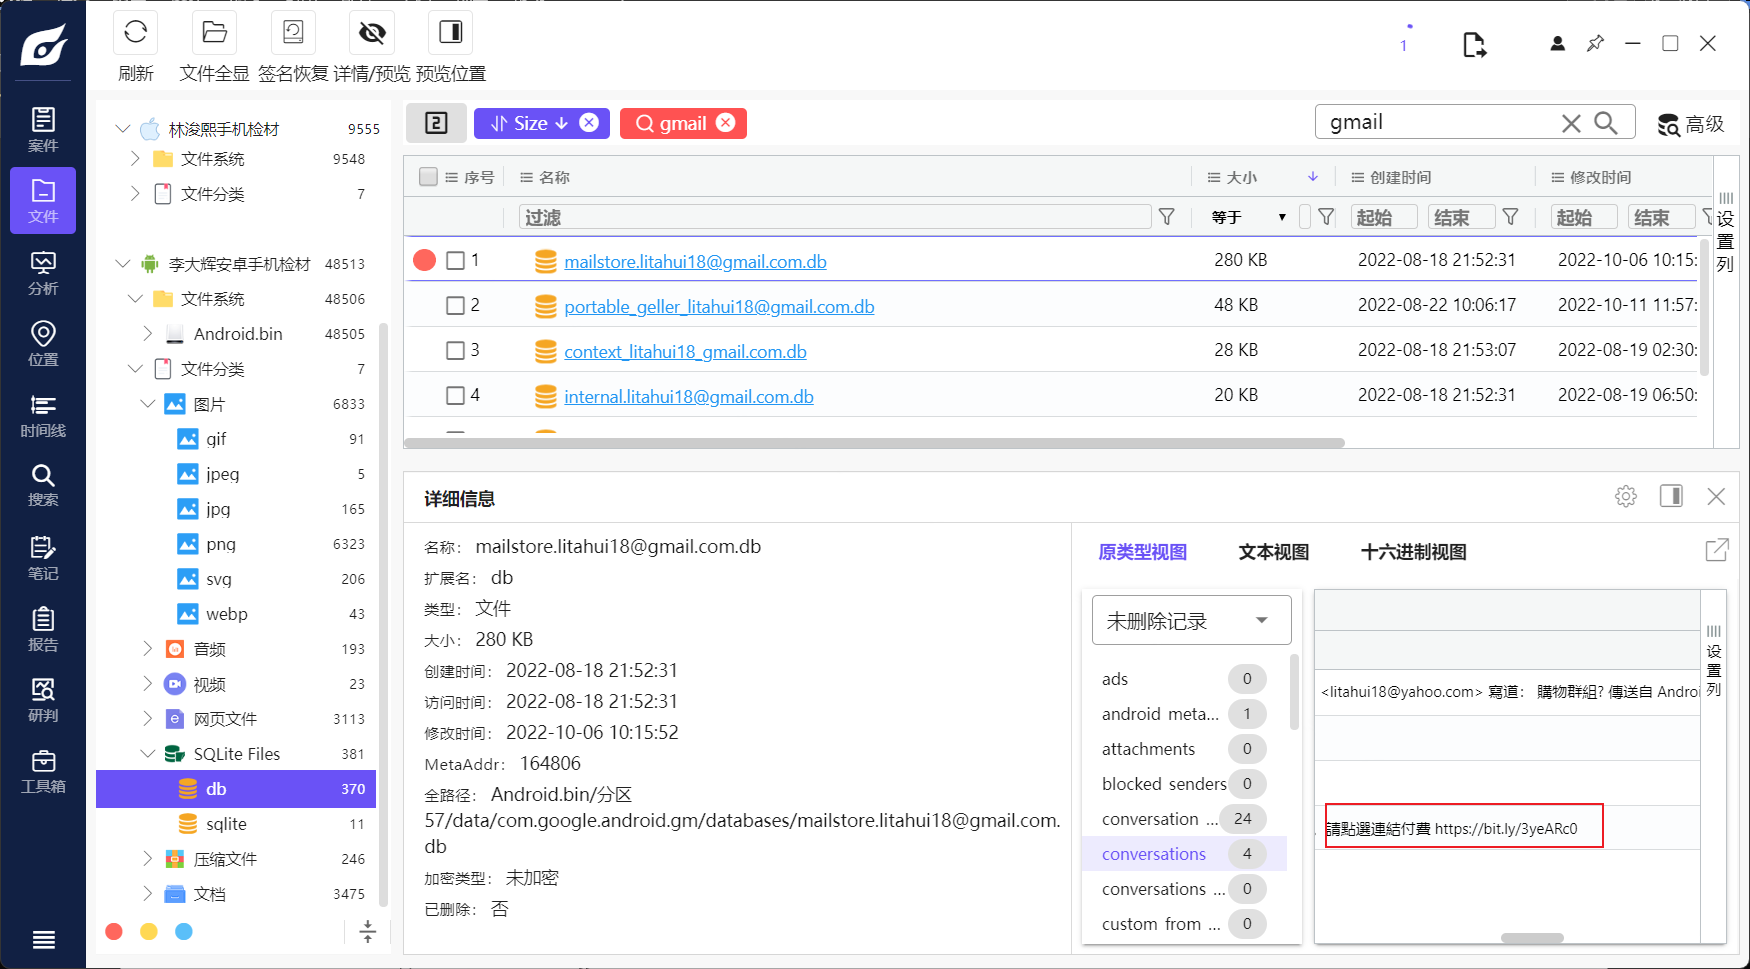 刷新
文件全显
签名恢复
详情/预览
预览位置
1
案件
文件
分析
位置
时间线
搜索
笔记
报告
研判
工具箱
林浚熙手机检材 9555
文件系统 9548
文件分类 7
李大辉安卓手机检材 48513
文件系统 48506
Android.bin 48505
文件分类 7
图片 6833
gif 91
jpeg 5
jpg 165
png 6323
svg 206
webp 43
音频 193
视频 23
网页文件 3113
SQLite Files 381
db 370
sqlite 11
压缩文件 246
文档 3475
2 Size gmail
gmail 高级
序号 名称 大小 创建时间 修改时间
过滤 等于 起始 结束 起始 结束
设置列
1 mailstore.litahui18@gmail.com.db 280 KB 2022-08-18 21:52:31 2022-10-06 10:15:
2 portable_geller_litahui18@gmail.com.db 48 KB 2022-08-22 10:06:17 2022-10-11 11:57:
3 context_litahui18_gmail.com.db 28 KB 2022-08-18 21:53:07 2022-08-19 02:30:
4 internal.litahui18@gmail.com.db 20 KB 2022-08-18 21:52:31 2022-08-19 06:50:
详细信息
名称： mailstore.litahui18@gmail.com.db
扩展名： db
类型： 文件
大小： 280 KB
创建时间： 2022-08-18 21:52:31
访问时间： 2022-08-18 21:52:31
修改时间： 2022-10-06 10:15:52
MetaAddr： 164806
全路径： Android.bin/分区
57/data/com.google.android.gm/databases/mailstore.litahui18@gmail.com.
db
加密类型： 未加密
已删除： 否
原类型视图 文本视图 十六进制视图
未删除记录
ads 0
android meta... 1
attachments 0
blocked senders 0
conversation ... 24
conversations 4
conversations ... 0
custom from ... 0
<litahui18@yahoo.com> 寫道： 購物群組? 傳送自 Androi
請點選連結付費 https://bit.ly/3yeARc0
设置列